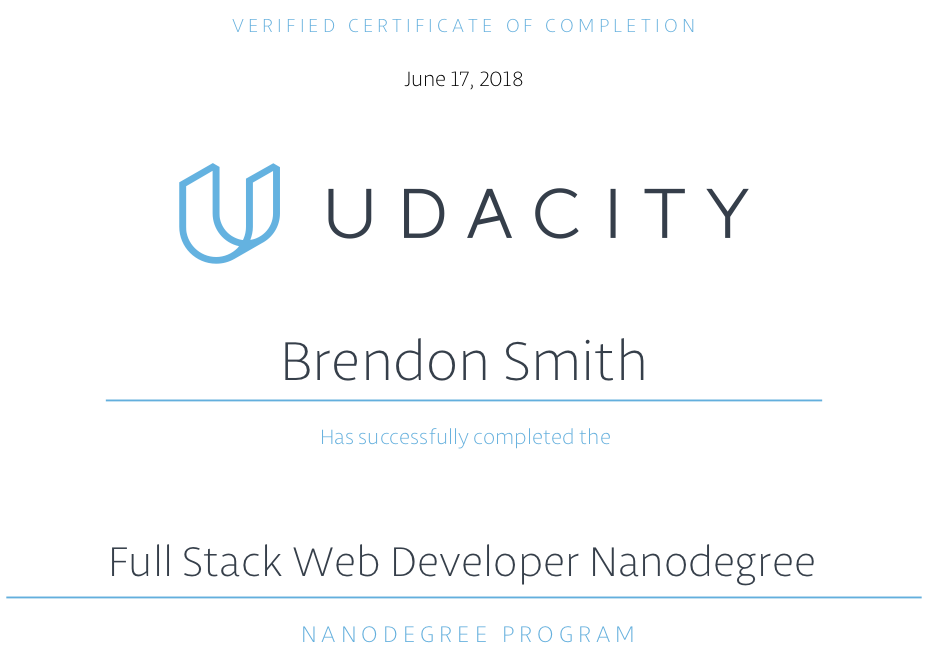 VERIFIED CERTIFICATE OF COMPLETION
June 17, 2018
UDACITY
Brendon Smith
Has successfully completed the
Full Stack Web Developer Nanodegree
NANODEGREE PROGRAM